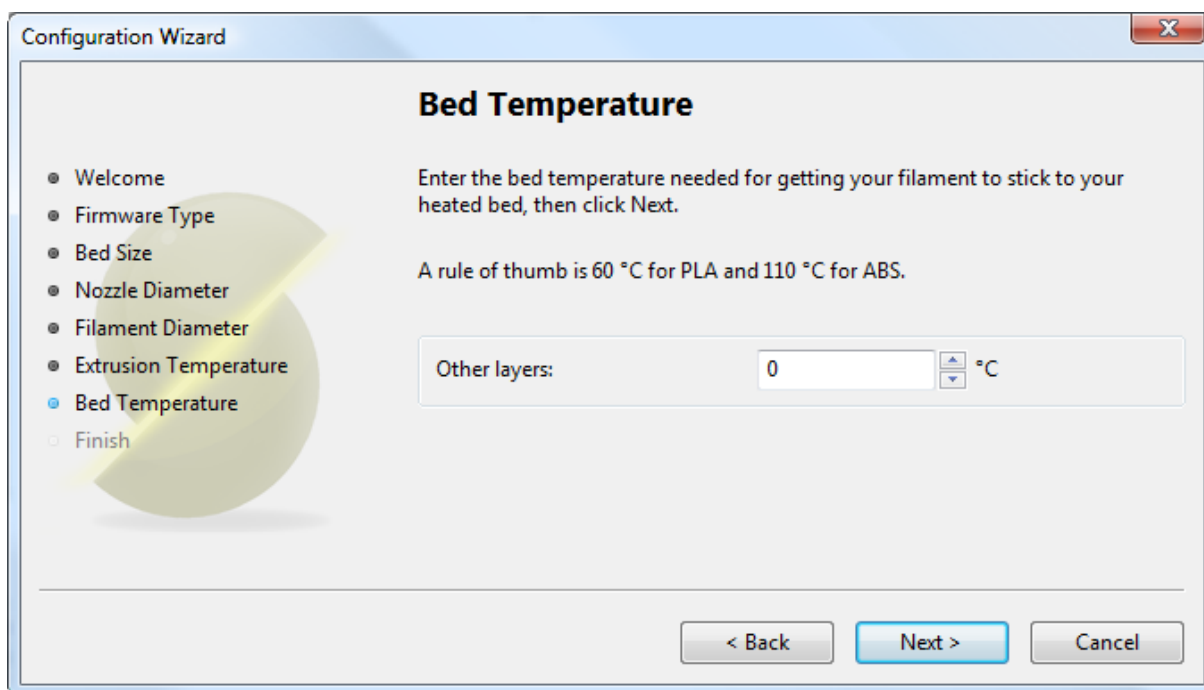 Configuration Wizard
Bed Temperature
Welcome
Firmware Type
Bed Size
Nozzle Diameter
Filament Diameter
Extrusion Temperature
Bed Temperature
Finish
Enter the bed temperature needed for getting your filament to stick to your
heated bed, then click Next.
A rule of thumb is 60 °C for PLA and 110 °C for ABS.
Other layers: 0 °C
< Back Next > Cancel